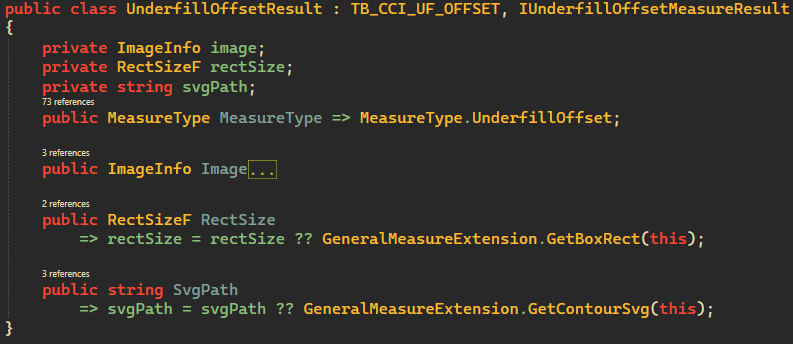 public class UnderfillOffsetResult : TB_CCI_UF_OFFSET, IUnderfillOffsetMeasureResult
{
private ImageInfo image;
private RectSizeF rectSize;
private string svgPath;
73 references
public MeasureType MeasureType => MeasureType.UnderfillOffset;
3 references
public ImageInfo Image...
2 references
public RectSizeF RectSize
=> rectSize = rectSize ?? GeneralMeasureExtension.GetBoxRect(this);
3 references
public string SvgPath
=> svgPath = svgPath ?? GeneralMeasureExtension.GetContourSvg(this);
}